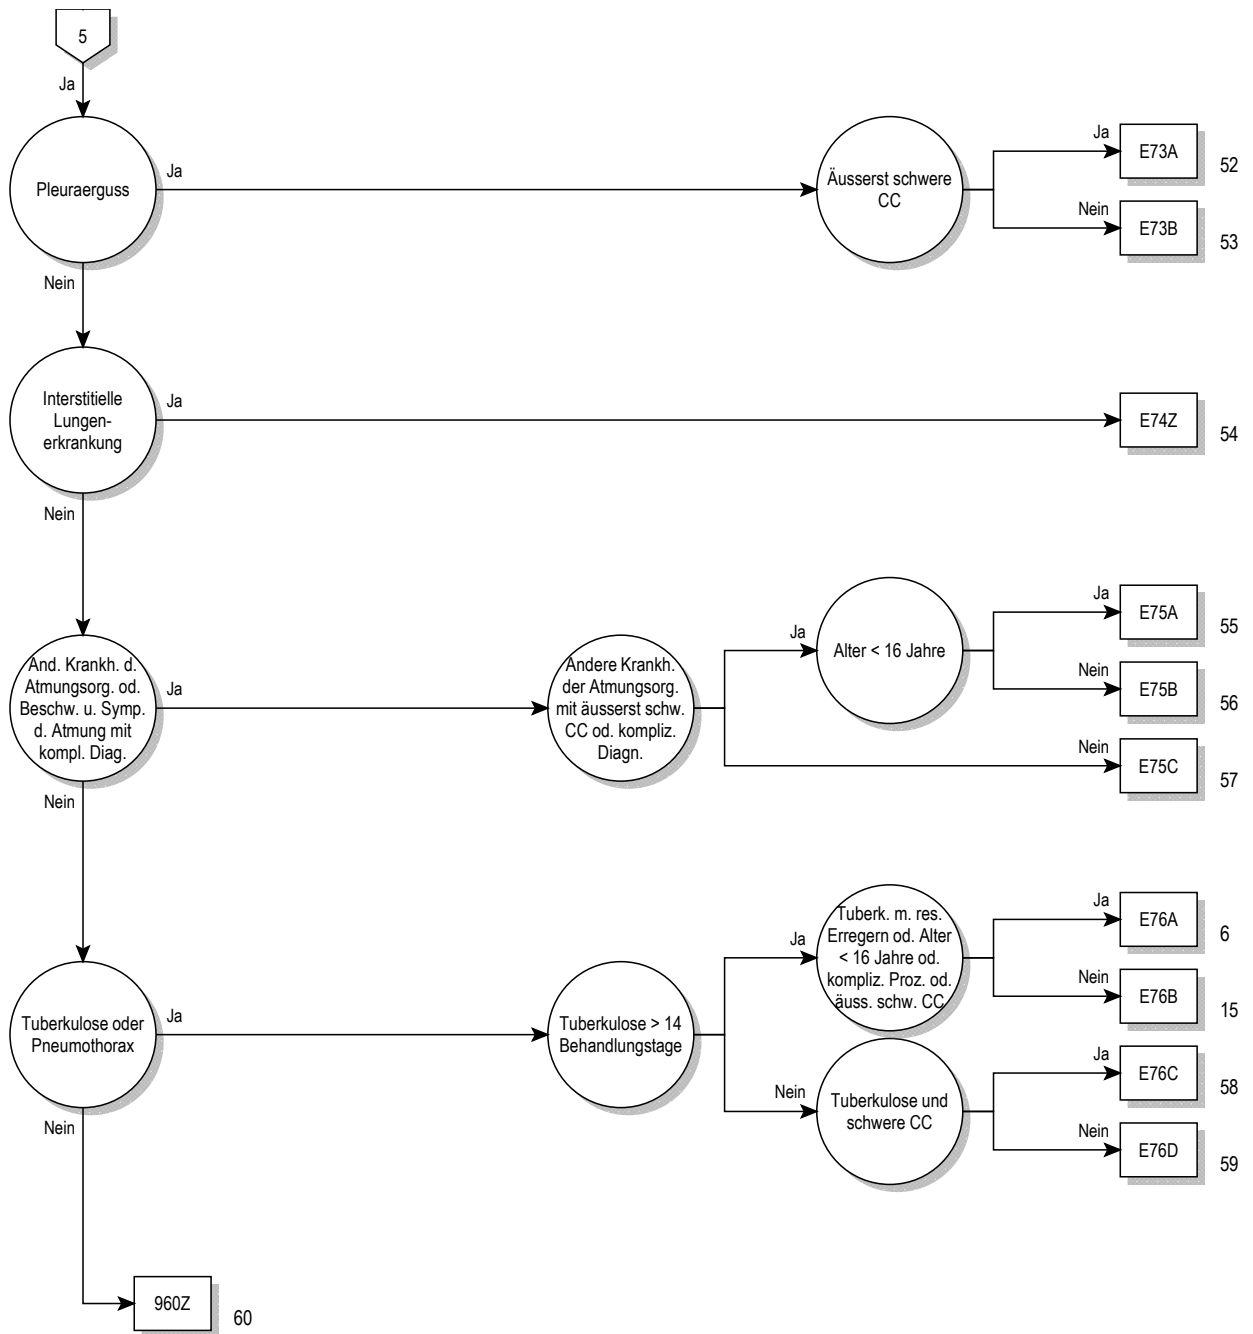 5
Ja
Pleuraerguss
Ja
Äusserst schwere
CC
Ja
E73A
52
Nein
E73B
53
Nein
Interstitielle
Lungen-
erkrankung
Ja
E74Z
54
Nein
And. Krankh. d.
Atmungsorg. od.
Beschw. u. Symp.
d. Atmung mit
kompl. Diag.
Ja
Andere Krankh.
der Atmungsorg.
mit äusserst schw.
CC od. kompliz.
Diagn.
Ja
Alter < 16 Jahre
Ja
E75A
55
Nein
E75B
56
Nein
E75C
57
Nein
Tuberkulose oder
Pneumothorax
Ja
Tuberkulose > 14
Behandlungstage
Ja
Tuberk. m. res.
Erregern od. Alter
< 16 Jahre od.
kompliz. Proz. od.
äuss. schw. CC
Ja
E76A
6
Nein
E76B
15
Nein
Tuberkulose und
schwere CC
Ja
E76C
58
Nein
E76D
59
Nein
960Z
60